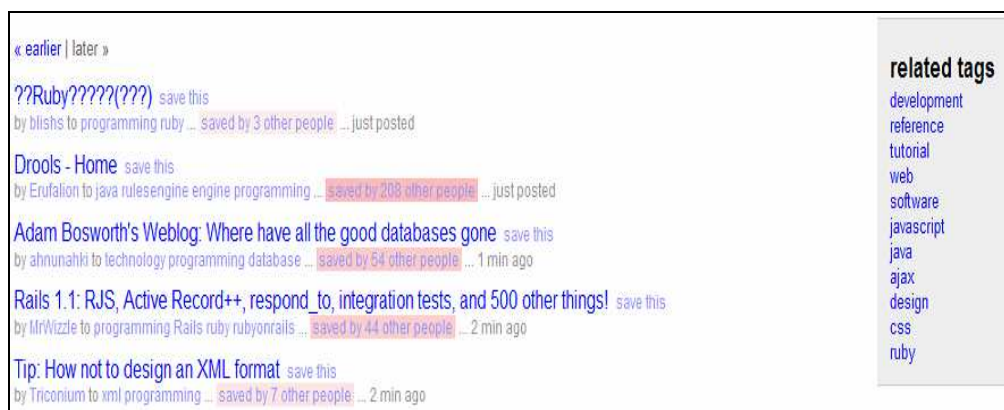 « earlier | later »
??Ruby?????(???) save this
by blishs to programming ruby ... saved by 3 other people ... just posted
Drools - Home save this
by Erufalion to java rulesengine engine programming ... saved by 208 other people ... just posted
Adam Bosworth's Weblog: Where have all the good databases gone save this
by ahnunahki to technology programming database ... saved by 54 other people ... 1 min ago
Rails 1.1: RJS, Active Record++, respond_to, integration tests, and 500 other things! save this
by MrWizzle to programming Rails ruby rubyonrails ... saved by 44 other people ... 2 min ago
Tip: How not to design an XML format save this
by Triconium to xml programming ... saved by 7 other people ... 2 min ago
related tags
development
reference
tutorial
web
software
javascript
java
ajax
design
css
ruby